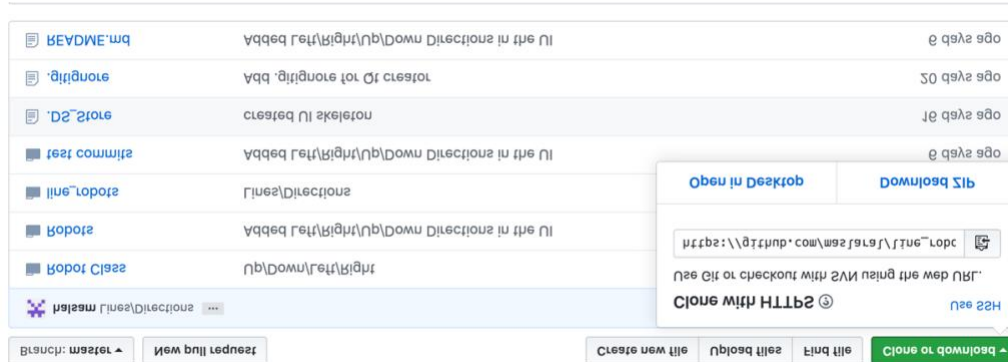 Branch: master New pull request Create new file Upload files Find file Clone or download
halsam Lines/Directions ...
Clone with HTTPS Use SSH
Use Git or checkout with SVN using the web URL.
https://github.com/maslaral/line_robo
Open in Desktop Download ZIP
Robot Class Up/Down/Left/Right
Robots Added Left/Right/Up/Down Directions in the UI
line_robots Lines/Directions
test commits Added Left/Right/Up/Down Directions in the UI 6 days ago
.DS_Store created UI skeleton 16 days ago
.gitignore Add .gitignore for Qt creator 20 days ago
README.md Added Left/Right/Up/Down Directions in the UI 6 days ago